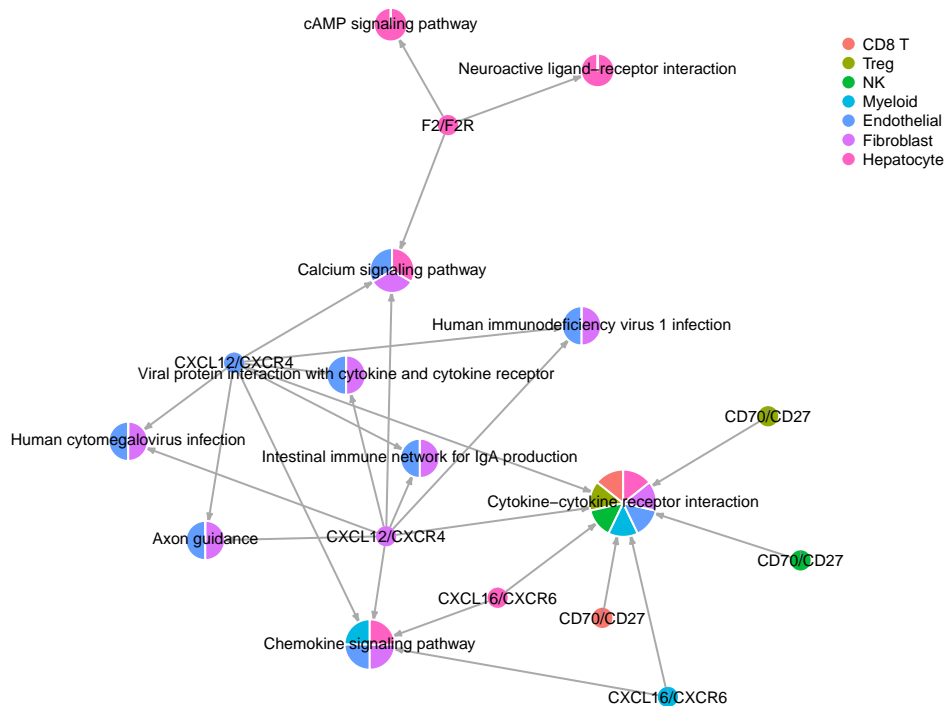 cAMP signaling pathway
Neuroactive ligand−receptor interaction
F2/F2R
CD8 T
Treg
NK
Myeloid
Endothelial
Fibroblast
Hepatocyte
Calcium signaling pathway
Human immunodeficiency virus 1 infection
CXCL12/CXCR4
Viral protein interaction with cytokine and cytokine receptor
CD70/CD27
Human cytomegalovirus infection
Intestinal immune network for IgA production
Cytokine−cytokine receptor interaction
Axon guidance
CXCL12/CXCR4
CD70/CD27
CXCL16/CXCR6
CD70/CD27
Chemokine signaling pathway
CXCL16/CXCR6